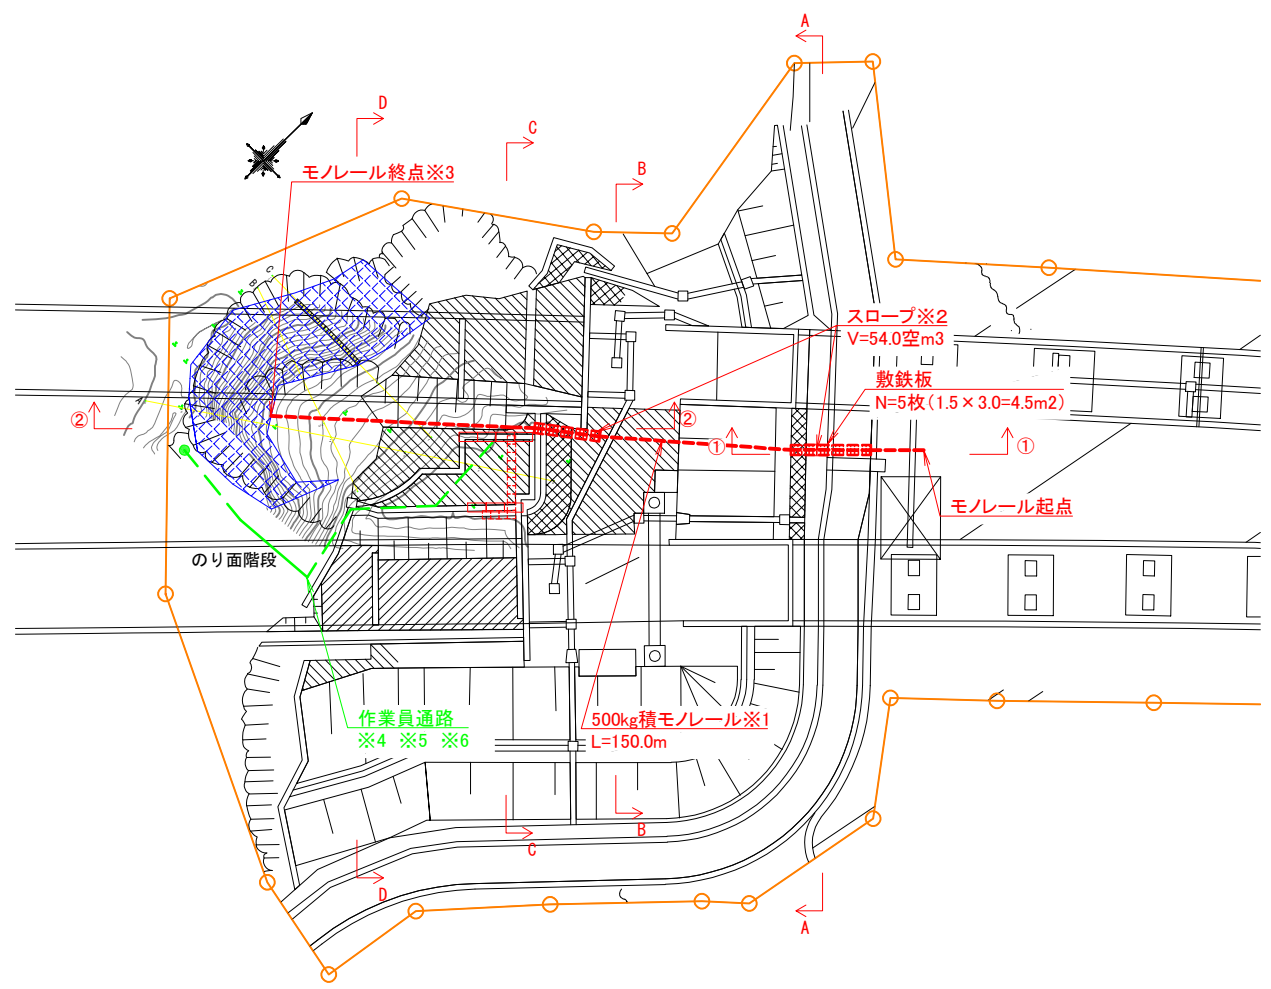 A
D
C
B
モノレール終点※3
C
B
A
スロープ※2
V=54.0空m3
敷鉄板
N=5枚(1.5×3.0=4.5m2)
②
②
①
①
モノレール起点
のり面階段
作業員通路
※4 ※5 ※6
500kg積モノレール※1
L=150.0m
B
C
D
A